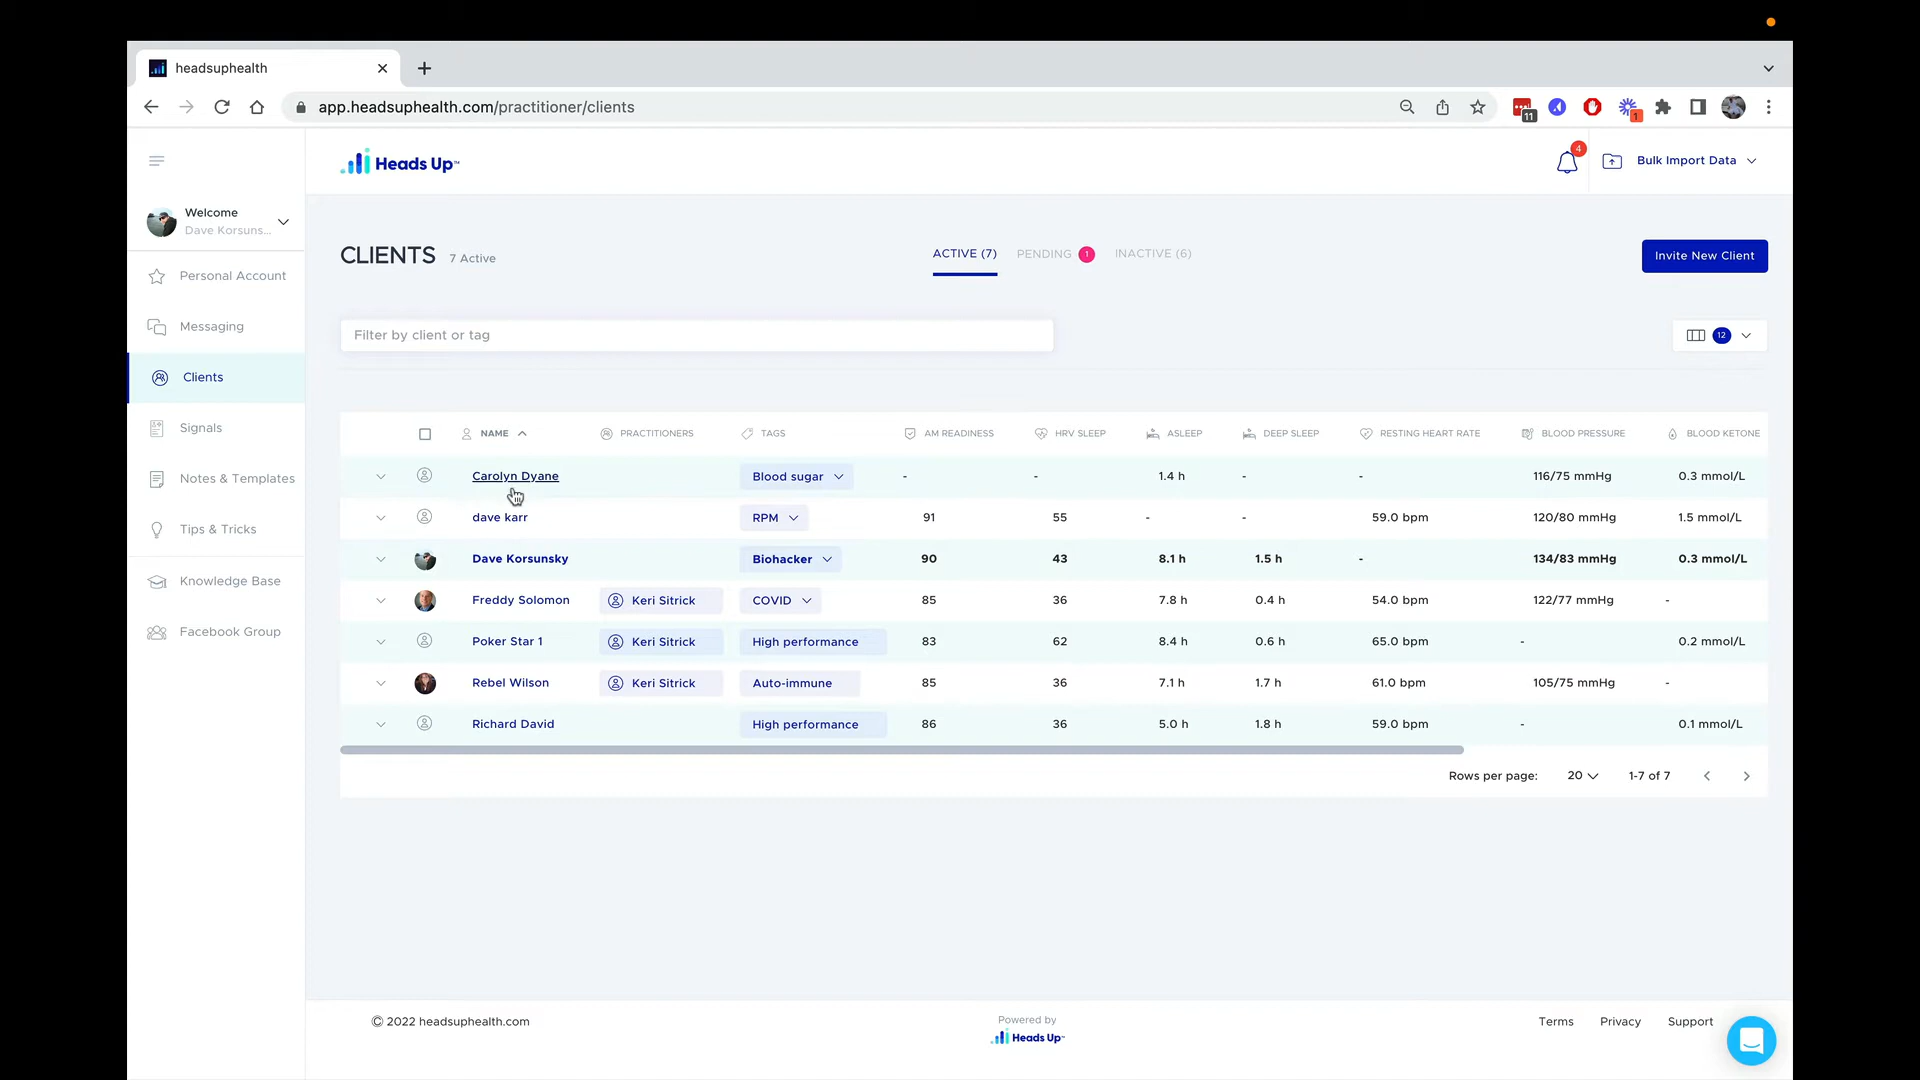 headsuphealth
app.headsuphealth.com/practitioner/clients
11
1
Heads Up™
4
Bulk Import Data
Welcome
Dave Korsuns...
Personal Account
Messaging
Clients
Signals
Notes & Templates
Tips & Tricks
Knowledge Base
Facebook Group
CLIENTS 7 Active
ACTIVE (7) PENDING 1 INACTIVE (6)
Invite New Client
Filter by client or tag
12
NAME PRACTITIONERS TAGS AM READINESS HRV SLEEP ASLEEP DEEP SLEEP RESTING HEART RATE BLOOD PRESSURE BLOOD KETONE
Carolyn Dyane Blood sugar - - 1.4 h - - 116/75 mmHg 0.3 mmol/L
dave karr RPM 91 55 - - 59.0 bpm 120/80 mmHg 1.5 mmol/L
Dave Korsunsky Biohacker 90 43 8.1 h 1.5 h - 134/83 mmHg 0.3 mmol/L
Freddy Solomon Keri Sitrick COVID 85 36 7.8 h 0.4 h 54.0 bpm 122/77 mmHg -
Poker Star 1 Keri Sitrick High performance 83 62 8.4 h 0.6 h 65.0 bpm - 0.2 mmol/L
Rebel Wilson Keri Sitrick Auto-immune 85 36 7.1 h 1.7 h 61.0 bpm 105/75 mmHg -
Richard David High performance 86 36 5.0 h 1.8 h 59.0 bpm - 0.1 mmol/L
Rows per page: 20 1-7 of 7
© 2022 headsuphealth.com
Powered by
Heads Up™
Terms Privacy Support